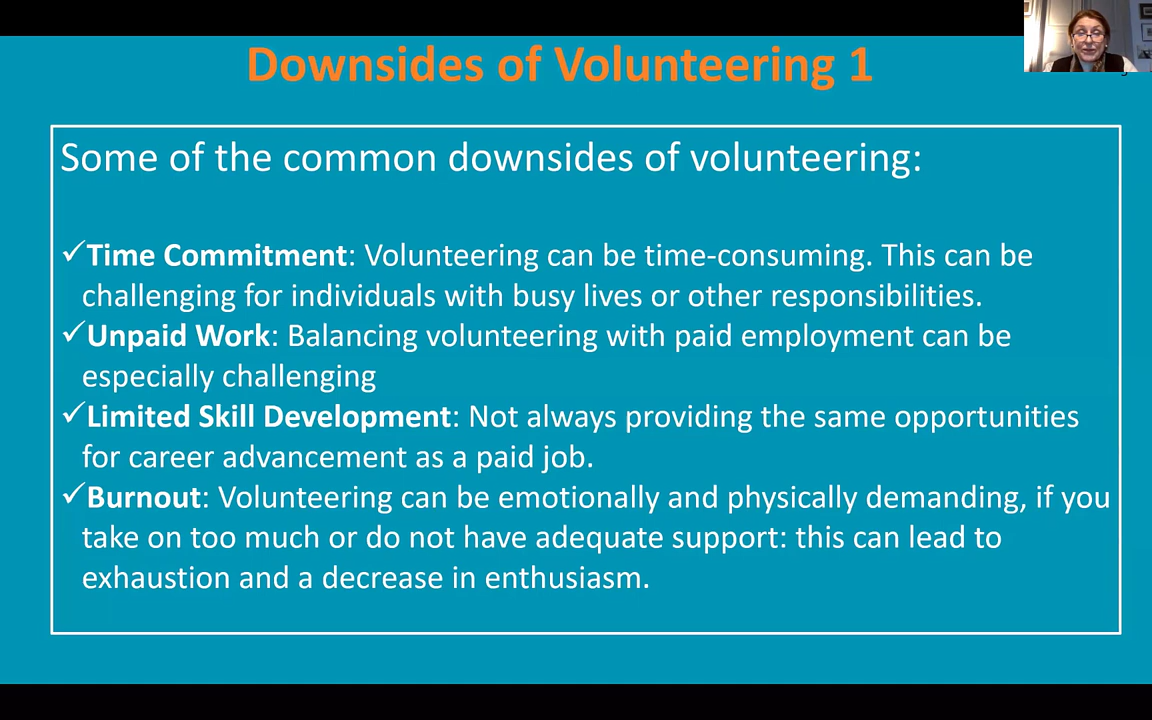 Downsides of Volunteering 1
Some of the common downsides of volunteering:
✓Time Commitment: Volunteering can be time-consuming. This can be
challenging for individuals with busy lives or other responsibilities.
✓Unpaid Work: Balancing volunteering with paid employment can be
especially challenging
✓Limited Skill Development: Not always providing the same opportunities
for career advancement as a paid job.
✓Burnout: Volunteering can be emotionally and physically demanding, if you
take on too much or do not have adequate support: this can lead to
exhaustion and a decrease in enthusiasm.